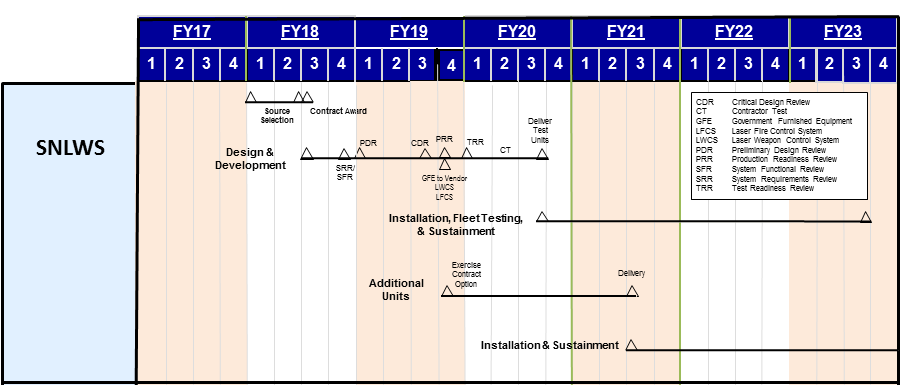 FY17 FY18 FY19 FY20 FY21 FY22 FY23
1 2 3 4 1 2 3 4 1 2 3 4 1 2 3 4 1 2 3 4 1 2 3 4 1 2 3 4
SNLWS
Source
Selection
Contract Award
CDR Critical Design Review
CT Contractor Test
GFE Government Furnished Equipment
LFCS Laser Fire Control System
LWCS Laser Weapon Control System
PDR Preliminary Design Review
PRR Production Readiness Review
SFR System Functional Review
SRR System Requirements Review
TRR Test Readiness Review
Design &
Development
SRR/
SFR
PDR
CDR
PRR
GFE to Vendor
LWCS
LFCS
TRR
CT
Deliver
Test
Units
Installation, Fleet Testing,
& Sustainment
Additional
Units
Exercise
Contract
Option
Delivery
Installation & Sustainment